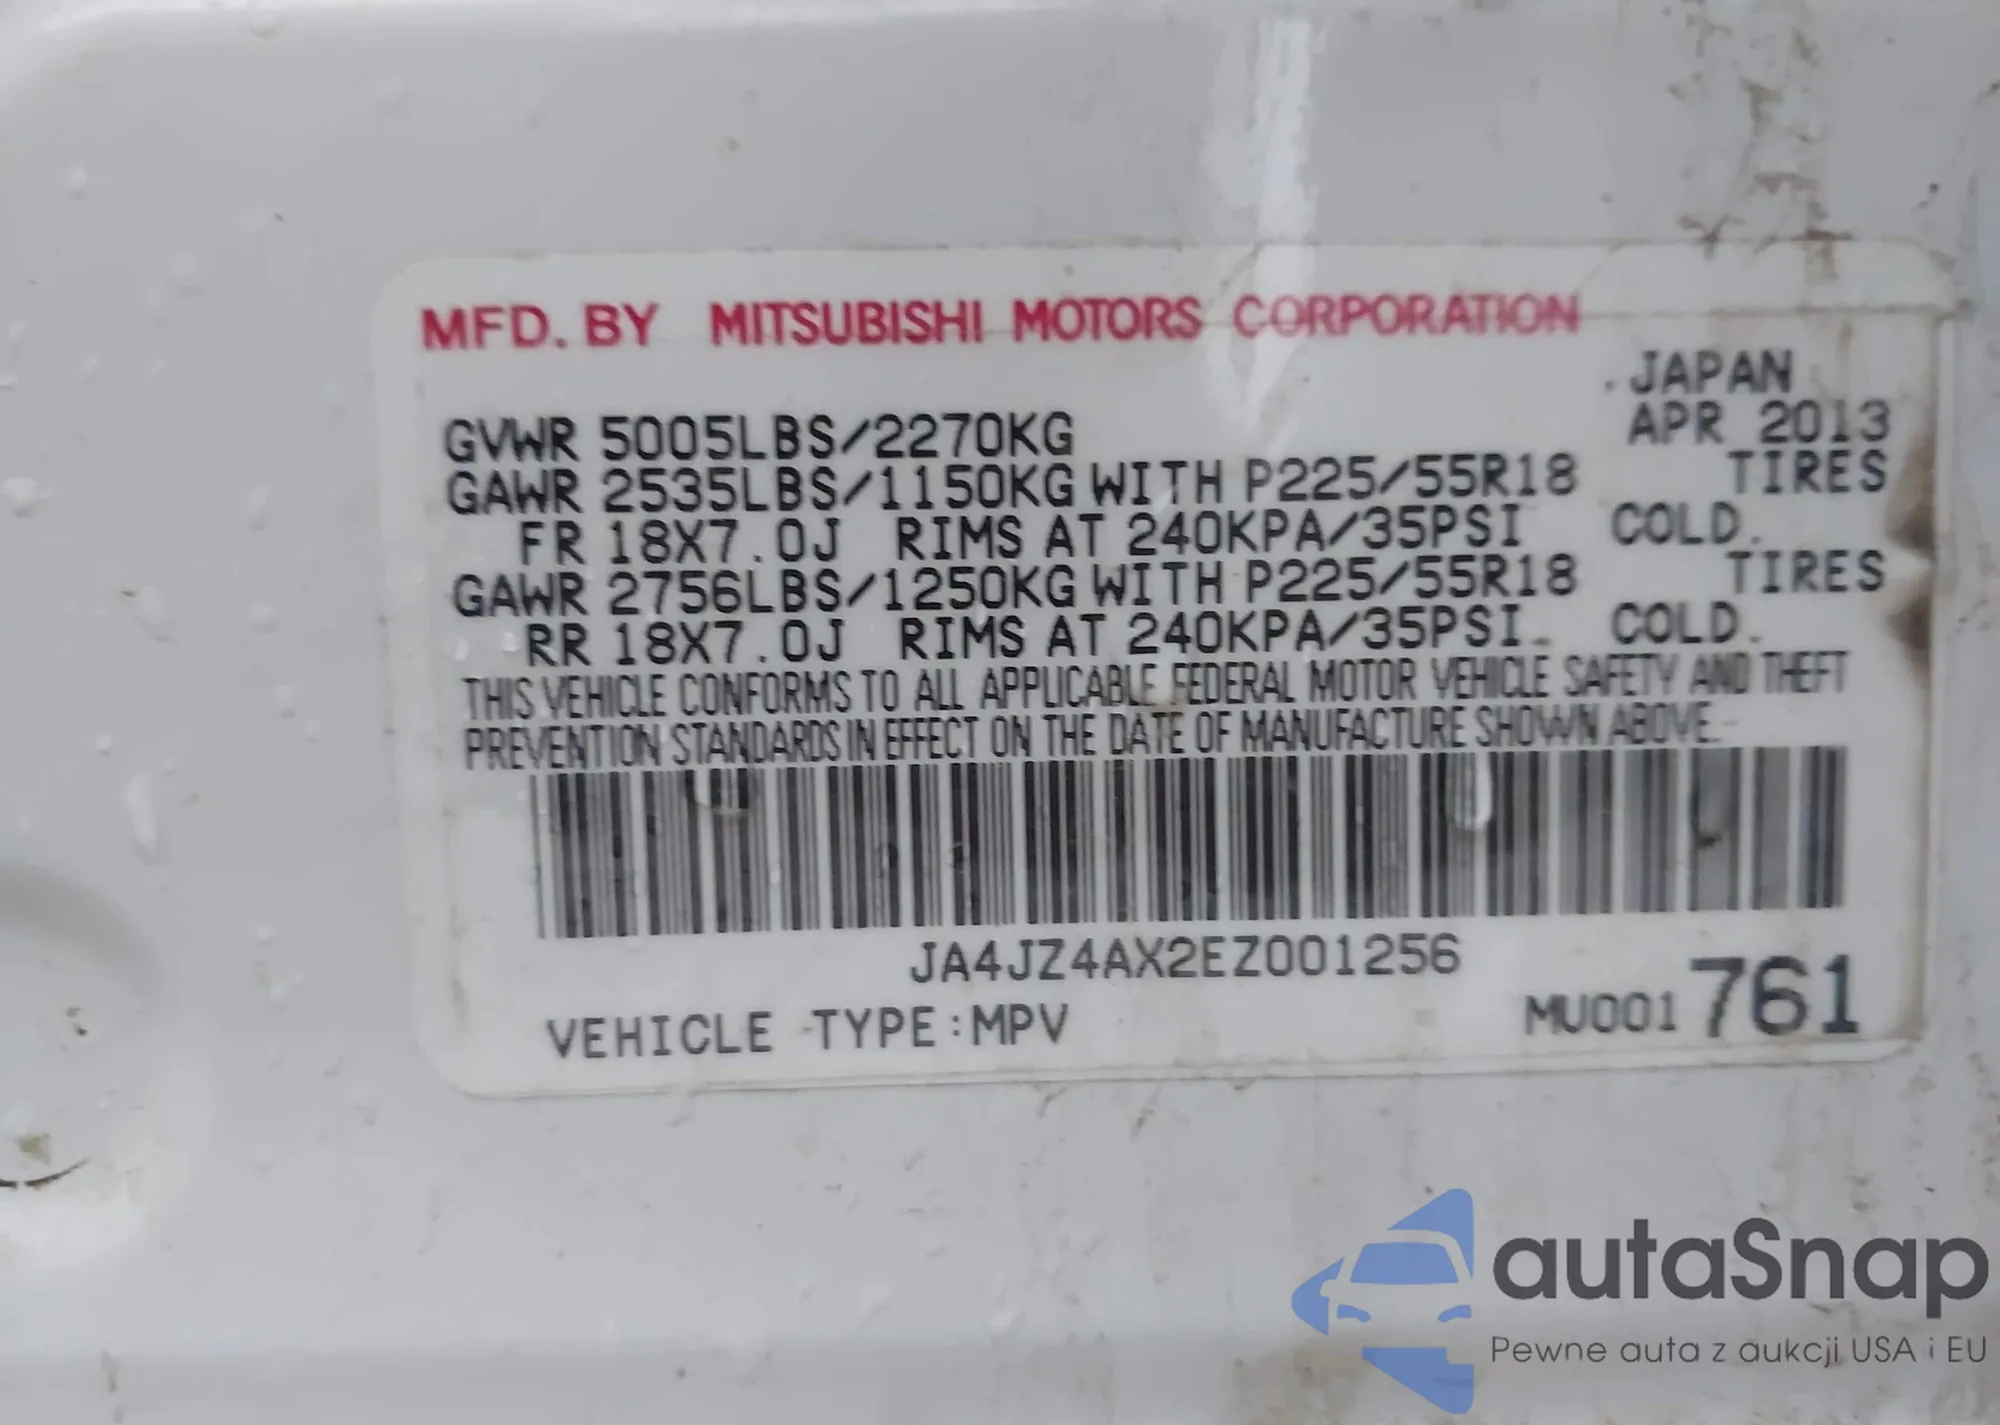 MFD. BY MITSUBISHI MOTORS CORPORATION
JAPAN
GVWR 5005LBS/2270KG APR 2013
GAWR 2535LBS/1150KG WITH P225/55R18 TIRES
FR 18X7.0J RIMS AT 240KPA/35PSI COLD.
GAWR 2756LBS/1250KG WITH P225/55R18 TIRES
RR 18X7.0J RIMS AT 240KPA/35PSI COLD.
THIS VEHICLE CONFORMS TO ALL APPLICABLE FEDERAL MOTOR VEHICLE SAFETY AND THEFT
PREVENTION STANDARDS IN EFFECT ON THE DATE OF MANUFACTURE SHOWN ABOVE.
JA4JZ4AX2EZ001256
VEHICLE TYPE:MPV MU001761
autaSnap
Pewne auta z aukcji USA i EU